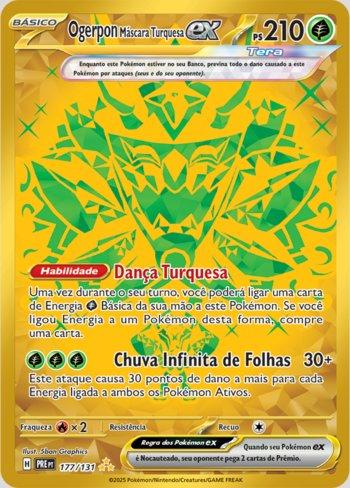 BÁSICO Ogerpon Máscara Turquesa ex PS 210
Tera
Enquanto este Pokémon estiver no seu Banco, previna todo o dano causado a este
Pokémon por ataques (seus e do seu oponente).
Habilidade Dança Turquesa
Uma vez durante o seu turno, você poderá ligar uma carta
de Energia Básica da sua mão a este Pokémon. Se você
ligou Energia a um Pokémon desta forma, compre
uma carta.
Chuva Infinita de Folhas 30+
Este ataque causa 30 pontos de dano a mais para cada
Energia ligada a ambos os Pokémon Ativos.
Fraqueza × 2 Resistência Recuo
Regra dos Pokémon ex
Quando seu Pokémon ex
é Nocauteado, seu oponente pega 2 cartas de Prêmio.
Ilust. 5ban Graphics
H PRE PT 177/131
©2025 Pokémon/Nintendo/Creatures/GAME FREAK